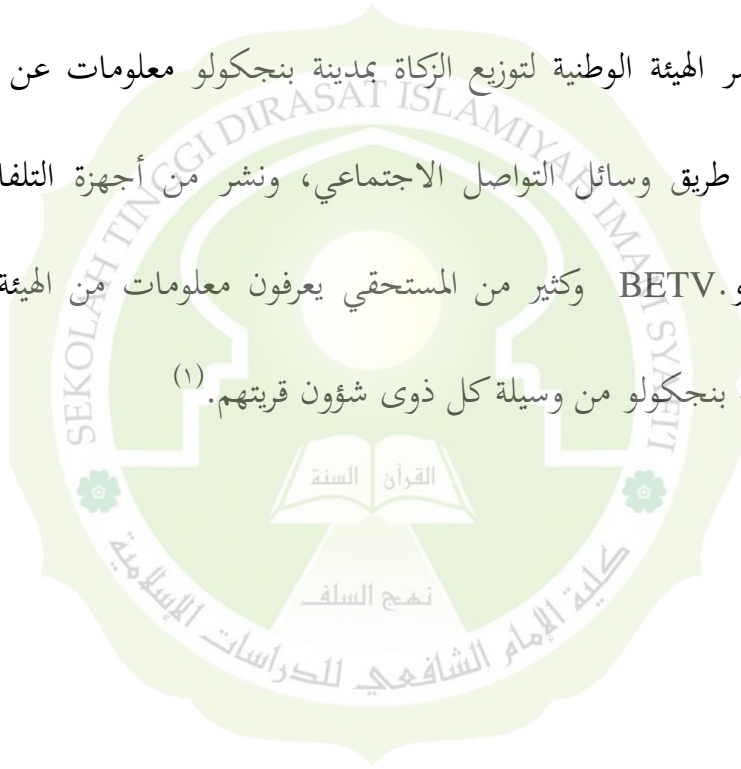 الهيئة الوطنية لتوزيع الزكاة بمدينة بنجكولو معلومات عن
طريق وسائل التواصل الاجتماعي، ونشر من أجهزة
BETV. وكثير من المستحقي يعرفون معلومات من الهيئة
بنجكولو من وسيلة كل ذوى شؤون قريتهم.(١)
SEKOLAH TINGGI DIRASAT ISLAMIYAH IMAM SYAFI'I
القرآن السنة
نهج السلف
كلية الإمام الشافعي للدراسات الإسلامية